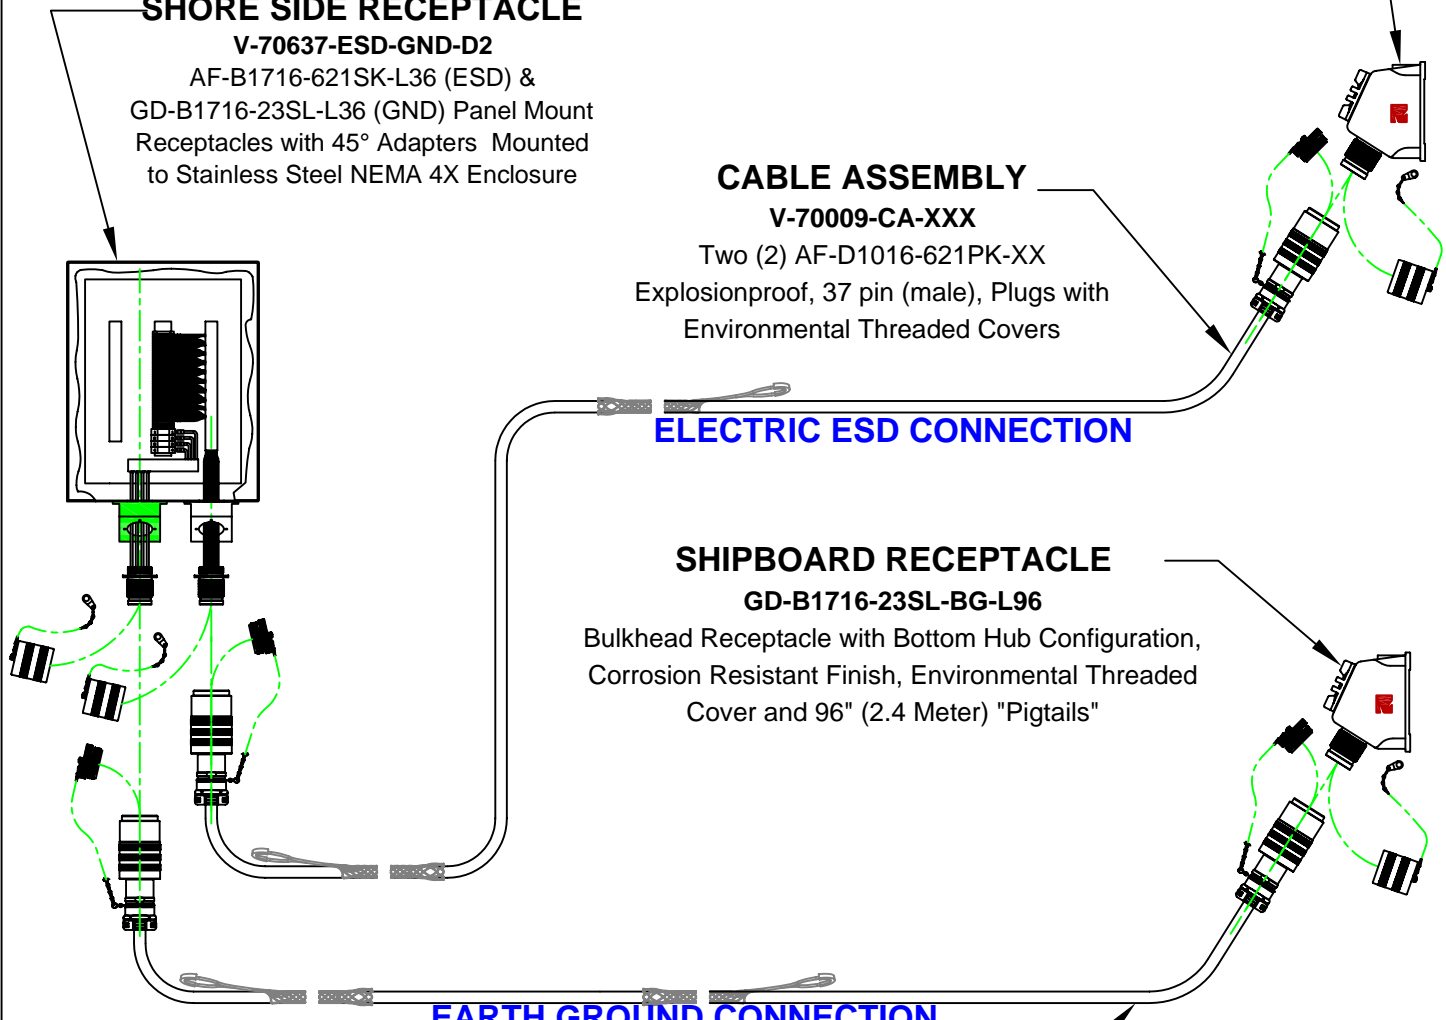 SHORE SIDE RECEPTACLE
V-70637-ESD-GND-D2
AF-B1716-621SK-L36 (ESD) &
GD-B1716-23SL-L36 (GND) Panel Mount
Receptacles with 45° Adapters Mounted
to Stainless Steel NEMA 4X Enclosure
CABLE ASSEMBLY
V-70009-CA-XXX
Two (2) AF-D1016-621PK-XX
Explosionproof, 37 pin (male), Plugs with
Environmental Threaded Covers
ELECTRIC ESD CONNECTION
SHIPBOARD RECEPTACLE
GD-B1716-23SL-BG-L96
Bulkhead Receptacle with Bottom Hub Configuration,
Corrosion Resistant Finish, Environmental Threaded
Cover and 96" (2.4 Meter) "Pigtails"
EARTH GROUND CONNECTION